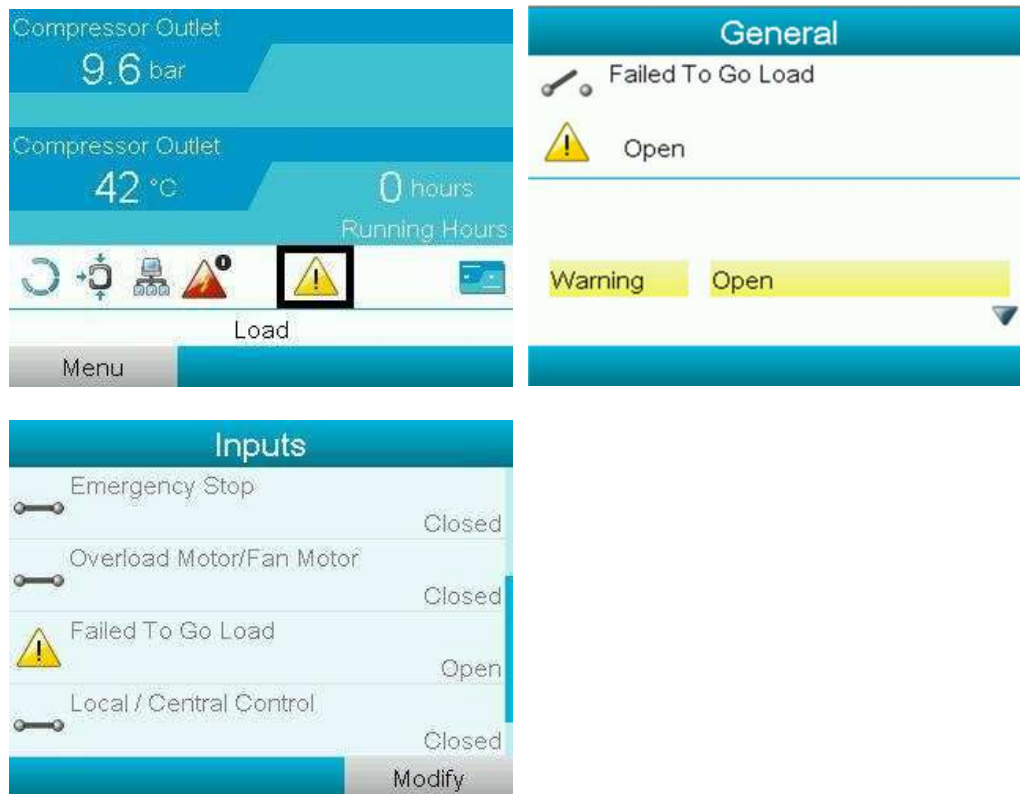 Compressor Outlet
9.6 bar
Compressor Outlet
42 °C
0 hours
Running Hours
Load
Menu
General
Failed To Go Load
Open
Warning Open
Inputs
Emergency Stop
Closed
Overload Motor/Fan Motor
Closed
Failed To Go Load
Open
Local / Central Control
Closed
Modify